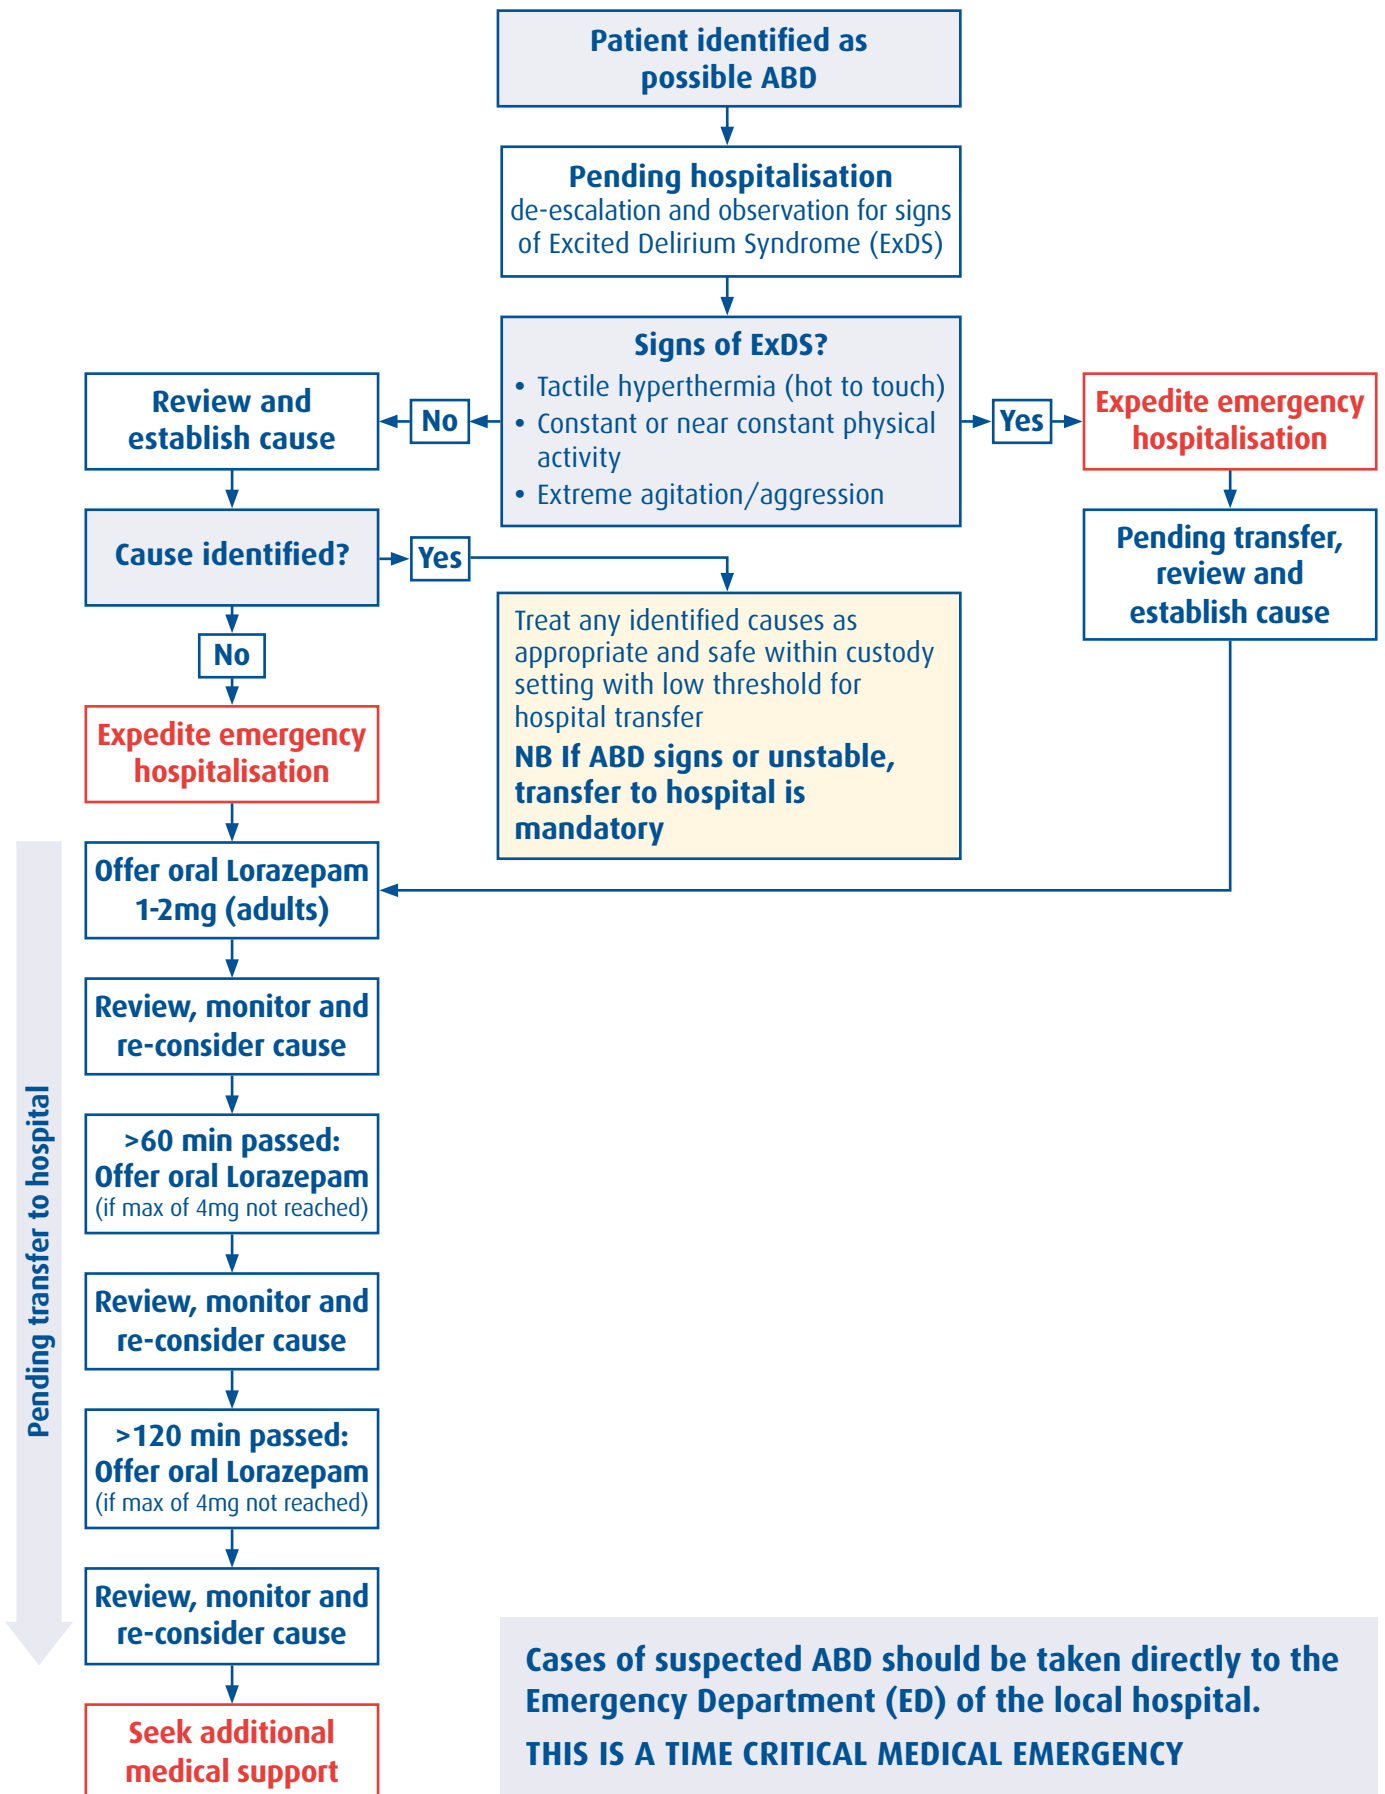 Patient identified as
possible ABD
Pending hospitalisation
de-escalation and observation for signs
of Excited Delirium Syndrome (ExDS)
Signs of ExDS?
• Tactile hyperthermia (hot to touch)
• Constant or near constant physical
activity
• Extreme agitation/aggression
No
Yes
Review and
establish cause
Expedite emergency
hospitalisation
Cause identified?
Yes
Pending transfer,
review and
establish cause
No
Treat any identified causes as
appropriate and safe within custody
setting with low threshold for
hospital transfer
NB If ABD signs or unstable,
transfer to hospital is
mandatory
Expedite emergency
hospitalisation
Pending transfer to hospital
Offer oral Lorazepam
1-2mg (adults)
Review, monitor and
re-consider cause
>60 min passed:
Offer oral Lorazepam
(if max of 4mg not reached)
Review, monitor and
re-consider cause
>120 min passed:
Offer oral Lorazepam
(if max of 4mg not reached)
Review, monitor and
re-consider cause
Seek additional
medical support
Cases of suspected ABD should be taken directly to the
Emergency Department (ED) of the local hospital.
THIS IS A TIME CRITICAL MEDICAL EMERGENCY